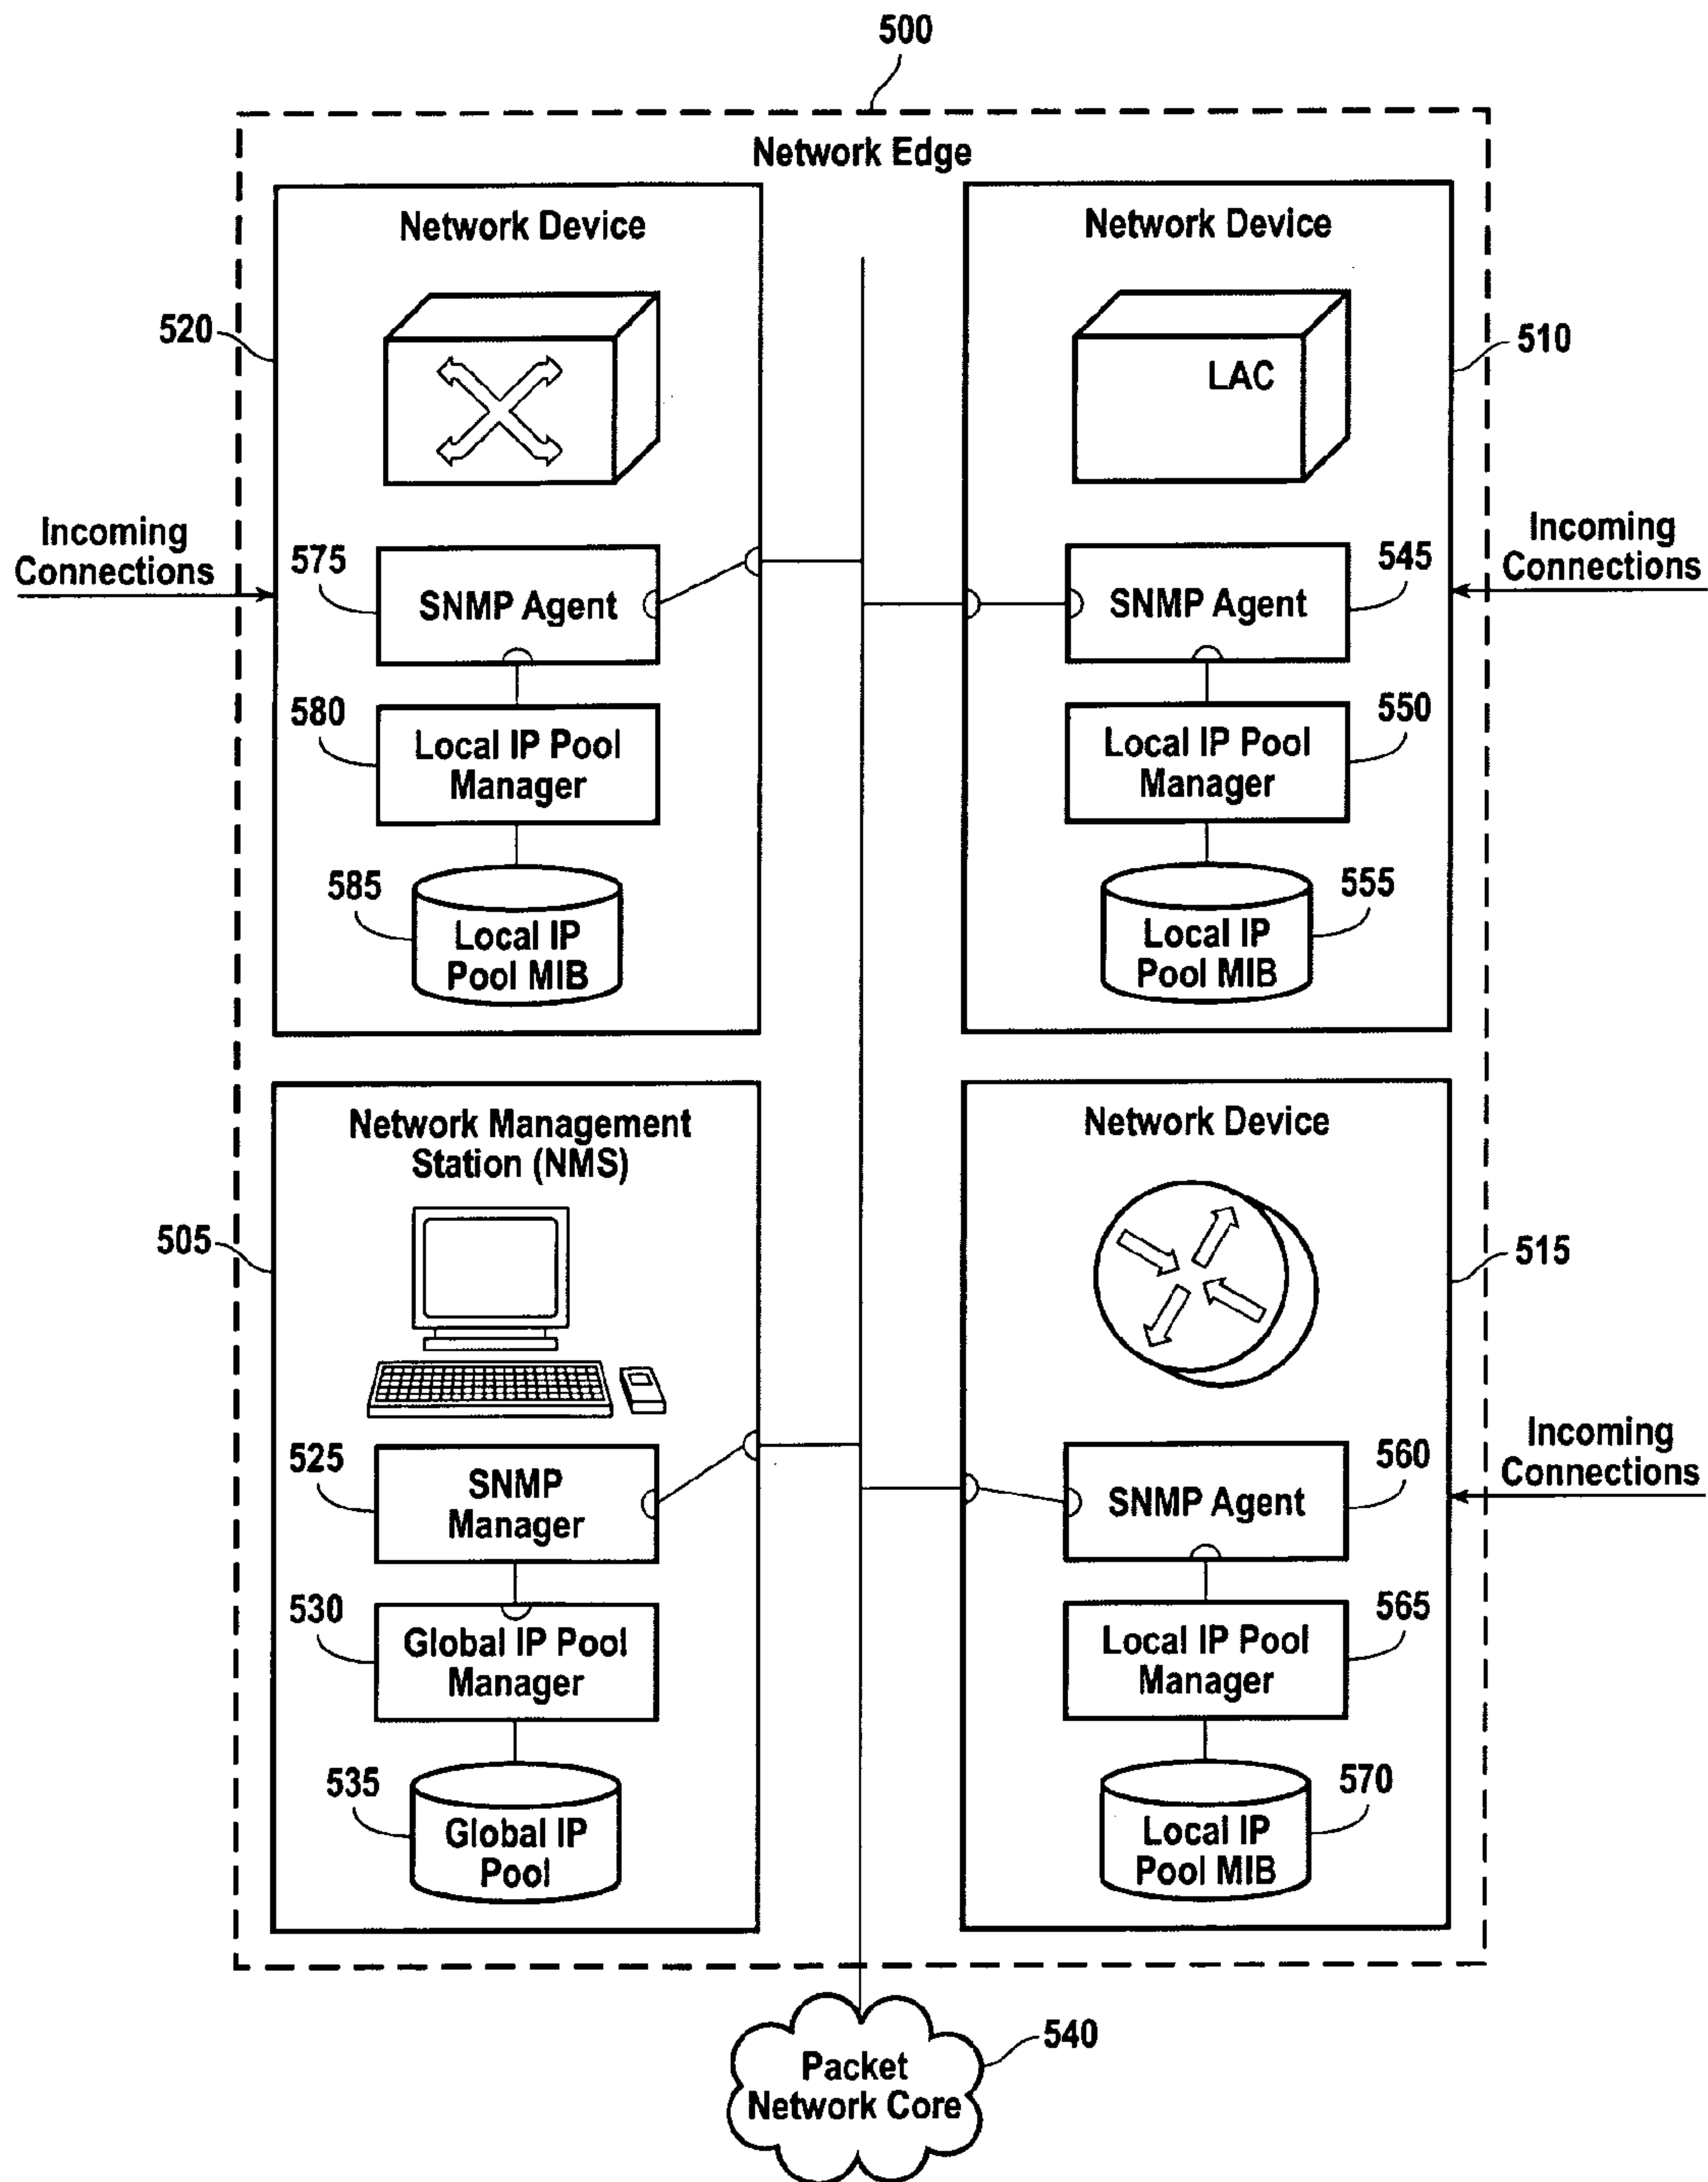 500
Network Edge
Network Device
520
Incoming
Connections
575
SNMP Agent
580
Local IP Pool
Manager
585
Local IP
Pool MIB
Network Device
LAC
510
Incoming
Connections
545
SNMP Agent
550
Local IP Pool
Manager
555
Local IP
Pool MIB
Network Management
Station (NMS)
505
525
SNMP
Manager
530
Global IP Pool
Manager
535
Global IP
Pool
Network Device
515
Incoming
Connections
560
SNMP Agent
565
Local IP Pool
Manager
570
Local IP
Pool MIB
540
Packet
Network Core